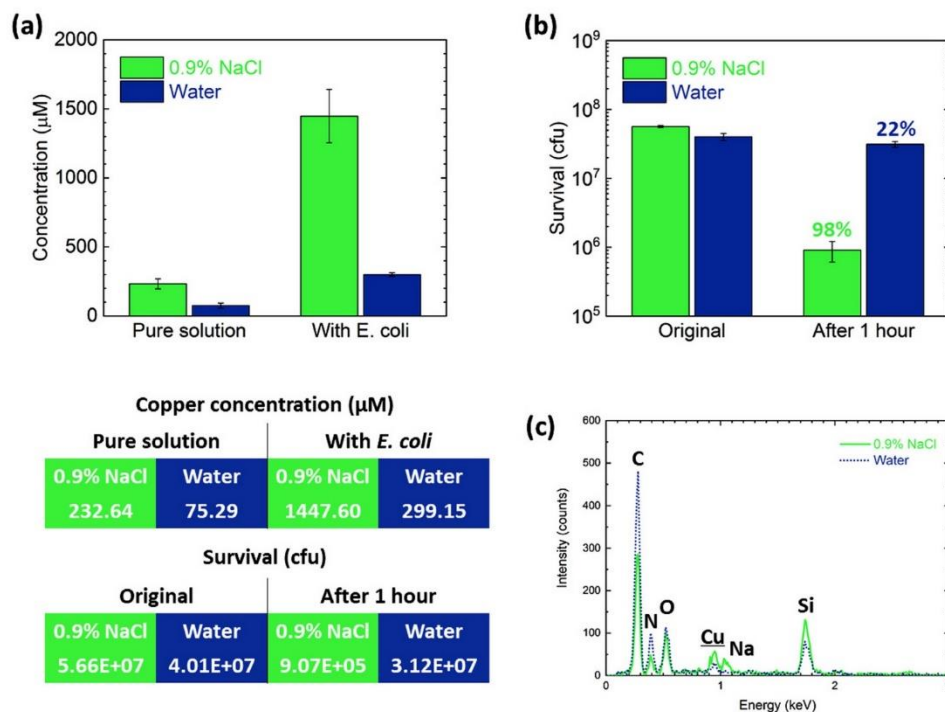 (a)
2000
1500
1000
500
0
Concentration (µM)
0.9% NaCl
Water
Pure solution
With E. coli
(b)
10⁹
10⁸
10⁷
10⁶
10⁵
Survival (cfu)
0.9% NaCl
Water
98%
22%
Original
After 1 hour
Copper concentration (µM)
Pure solution With E. coli
0.9% NaCl Water 0.9% NaCl Water
232.64 75.29 1447.60 299.15
Survival (cfu)
Original After 1 hour
0.9% NaCl Water 0.9% NaCl Water
5.66E+07 4.01E+07 9.07E+05 3.12E+07
(c)
600
500
400
300
200
100
0
Intensity (counts)
0.9% NaCl
Water
C
N
O
Cu
Na
Si
0 1 2
Energy (keV)